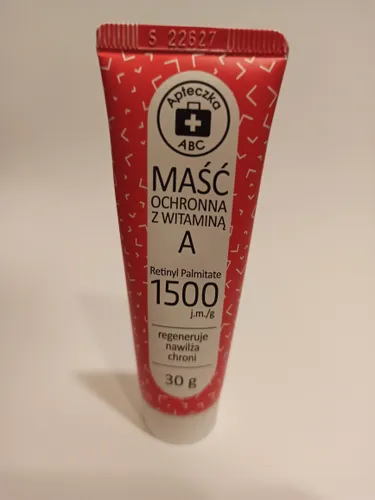 S 22627
Apteczka
ABC
MAŚĆ
OCHRONNA
Z WITAMINĄ
A
Retinyl Palmitate
1500
j.m./g
regeneruje
nawilża
chroni
30 g